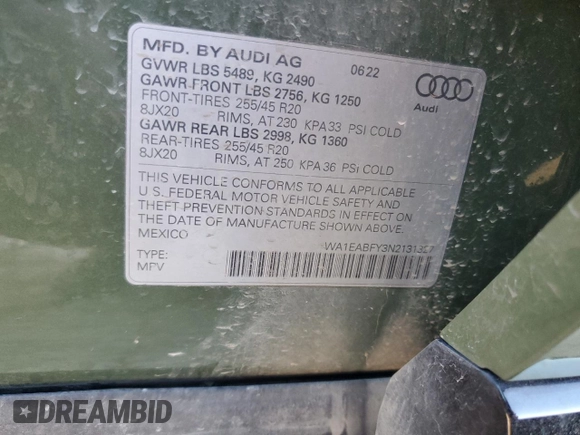 MFD. BY AUDI AG 0622
GVWR LBS 5489, KG 2490
GAWR FRONT LBS 2756, KG 1250
FRONT-TIRES 255/45 R20
8JX20 RIMS, AT 230 KPA 33 PSI COLD
GAWR REAR LBS 2998, KG 1360
REAR-TIRES 255/45 R20
8JX20 RIMS, AT 250 KPA 36 PSI COLD
Audi
THIS VEHICLE CONFORMS TO ALL APPLICABLE
U.S. FEDERAL MOTOR VEHICLE SAFETY AND
THEFT PREVENTION STANDARDS IN EFFECT ON
THE DATE OF MANUFACTURE SHOWN ABOVE.
MEXICO
TYPE:
MPV
DREAMBID